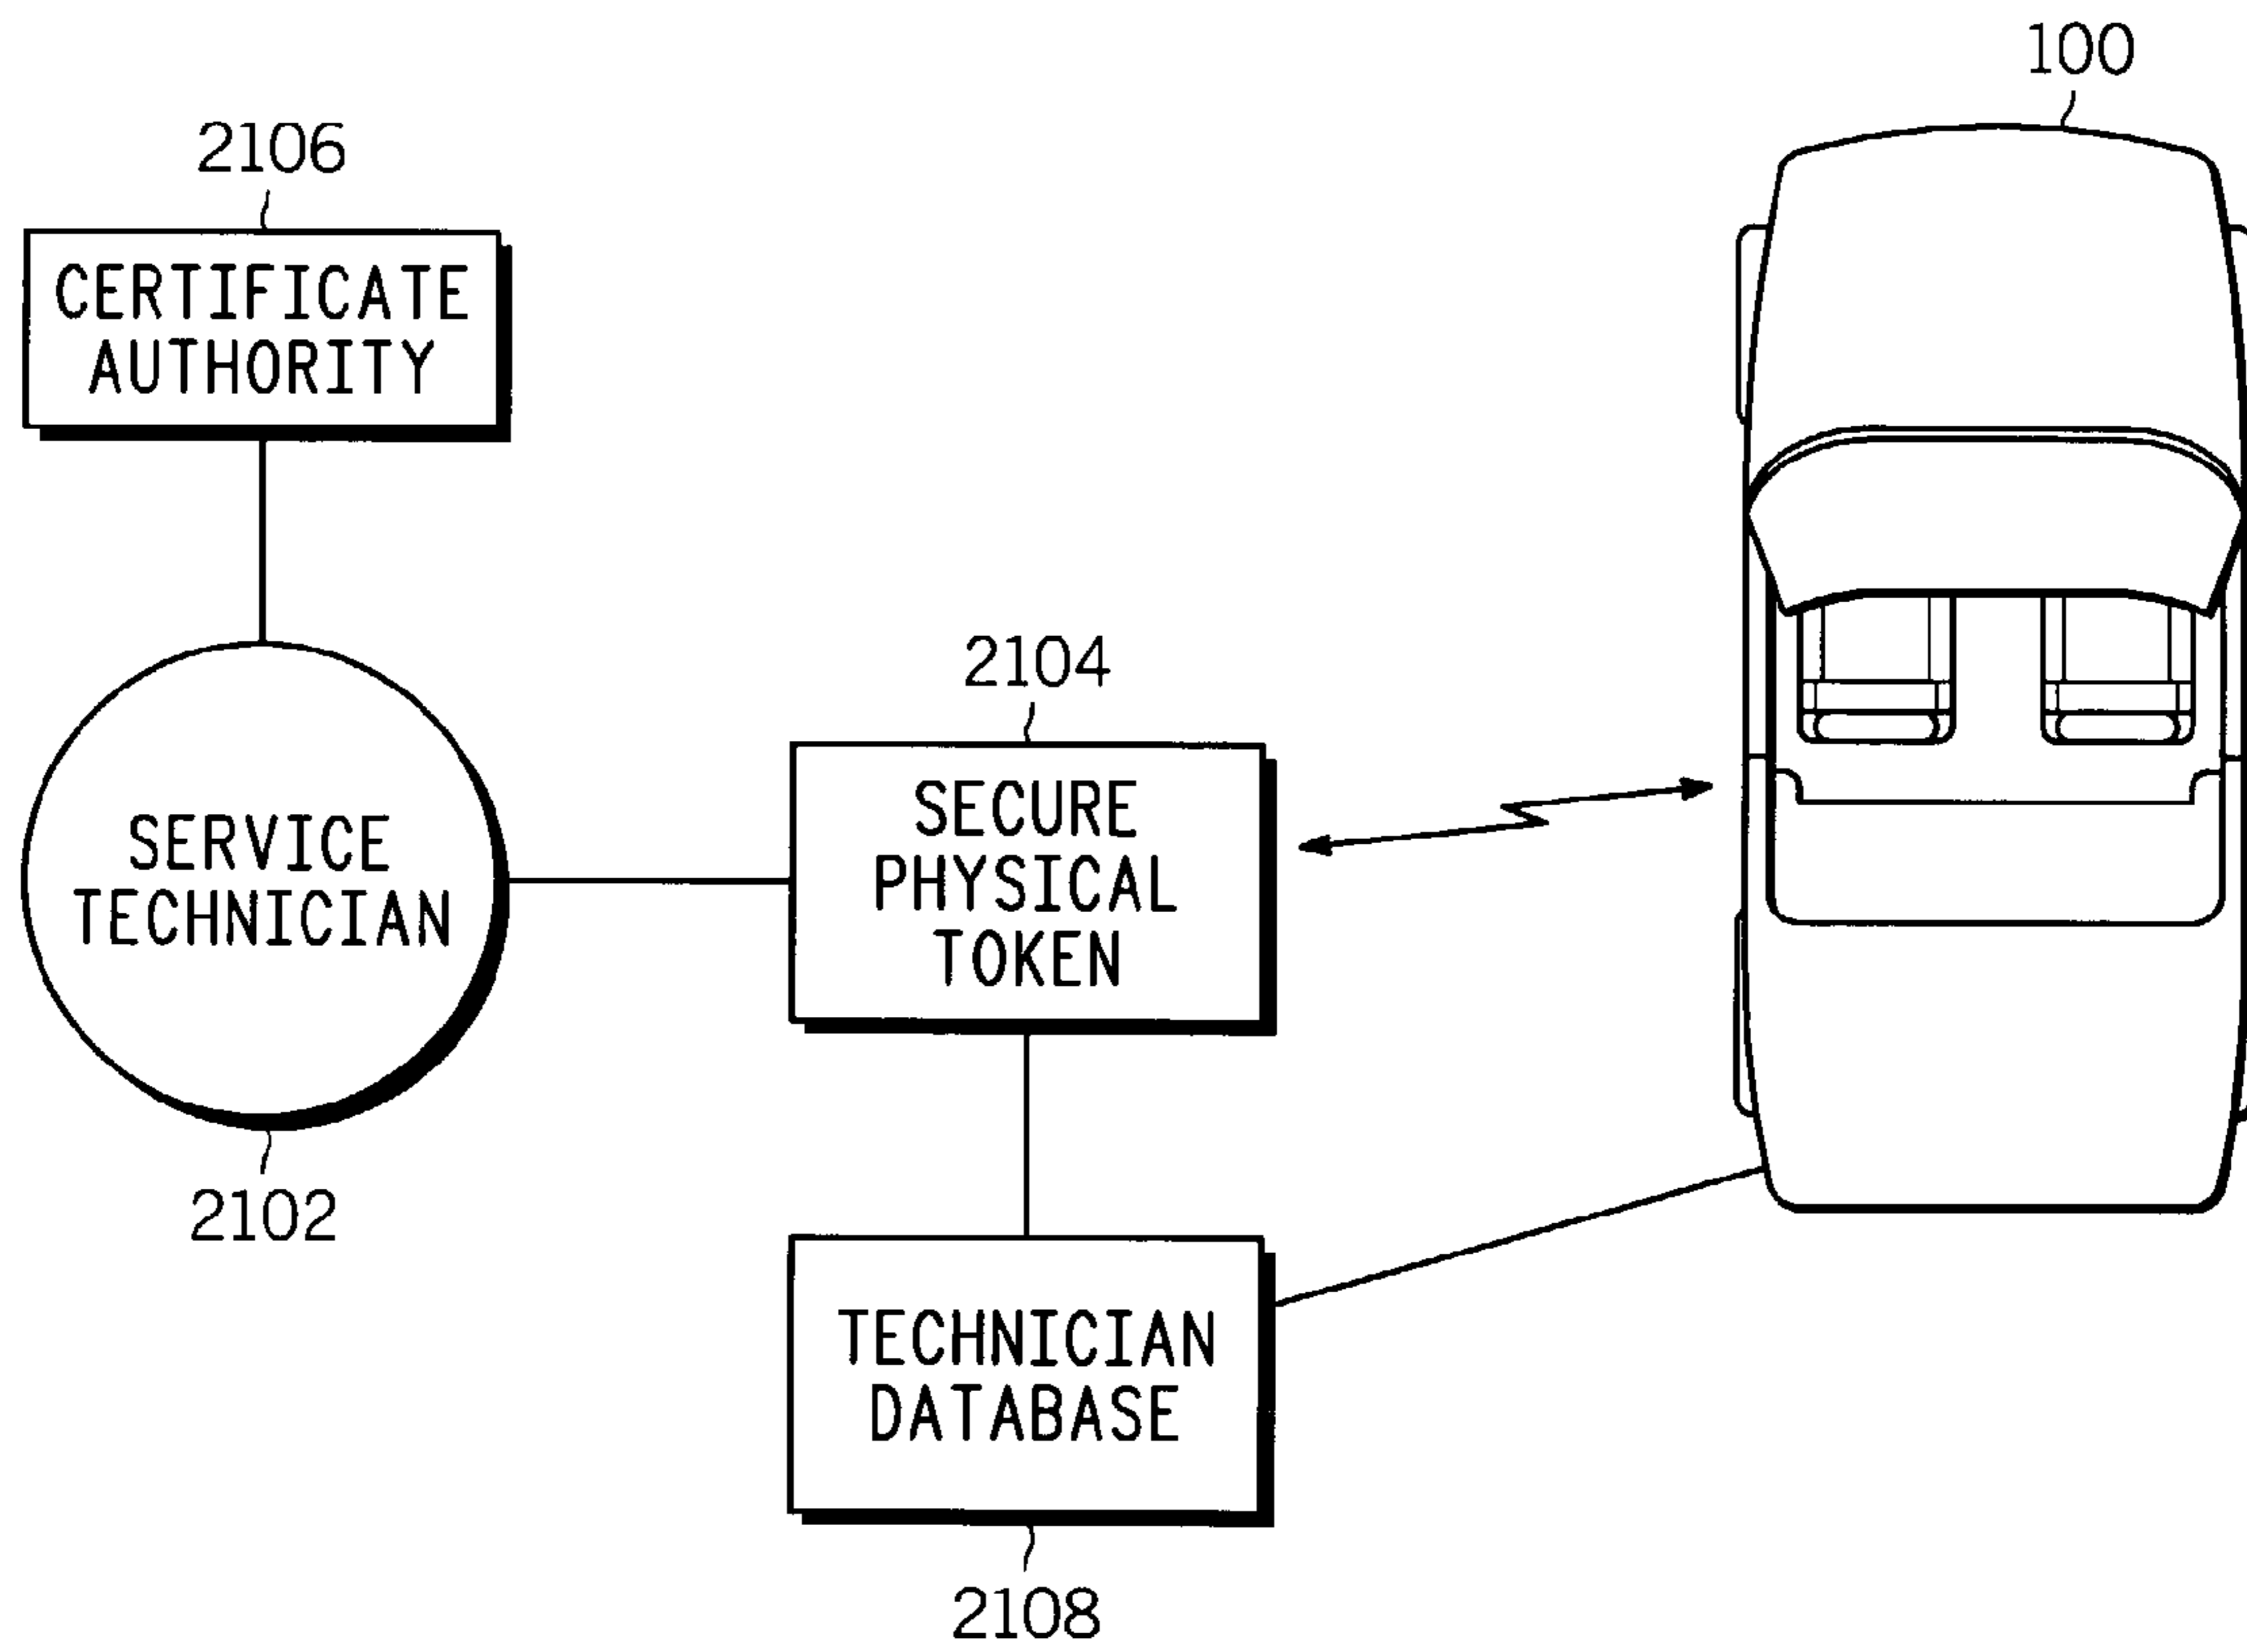 100
2106
CERTIFICATE
AUTHORITY
2104
SECURE
PHYSICAL
TOKEN
SERVICE
TECHNICIAN
2102
TECHNICIAN
DATABASE
2108